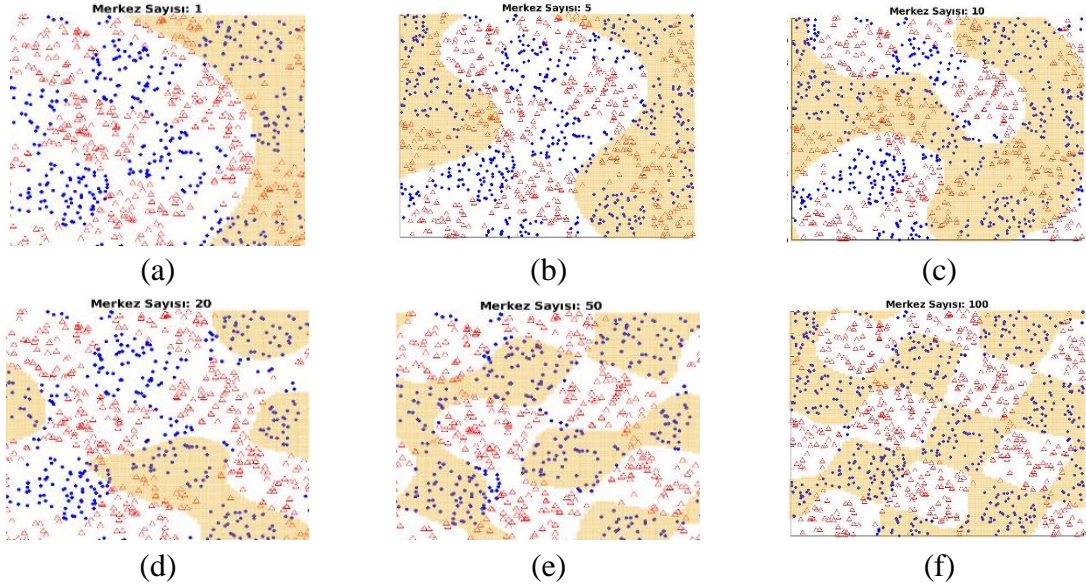 Merkez Sayısı: 1
Merkez Sayısı: 5
Merkez Sayısı: 10
(a)
(b)
(c)
Merkez Sayısı: 20
Merkez Sayısı: 50
Merkez Sayısı: 100
(d)
(e)
(f)